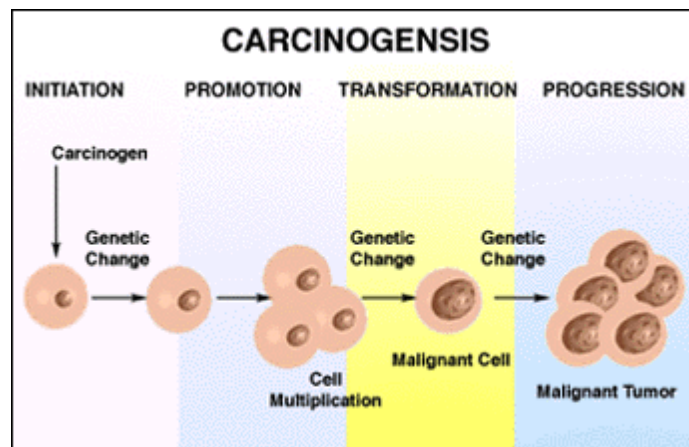 CARCINOGENSIS
INITIATION PROMOTION TRANSFORMATION PROGRESSION
Carcinogen
Genetic
Change
Genetic
Change
Genetic
Change
Cell
Multiplication
Malignant Cell
Malignant Tumor